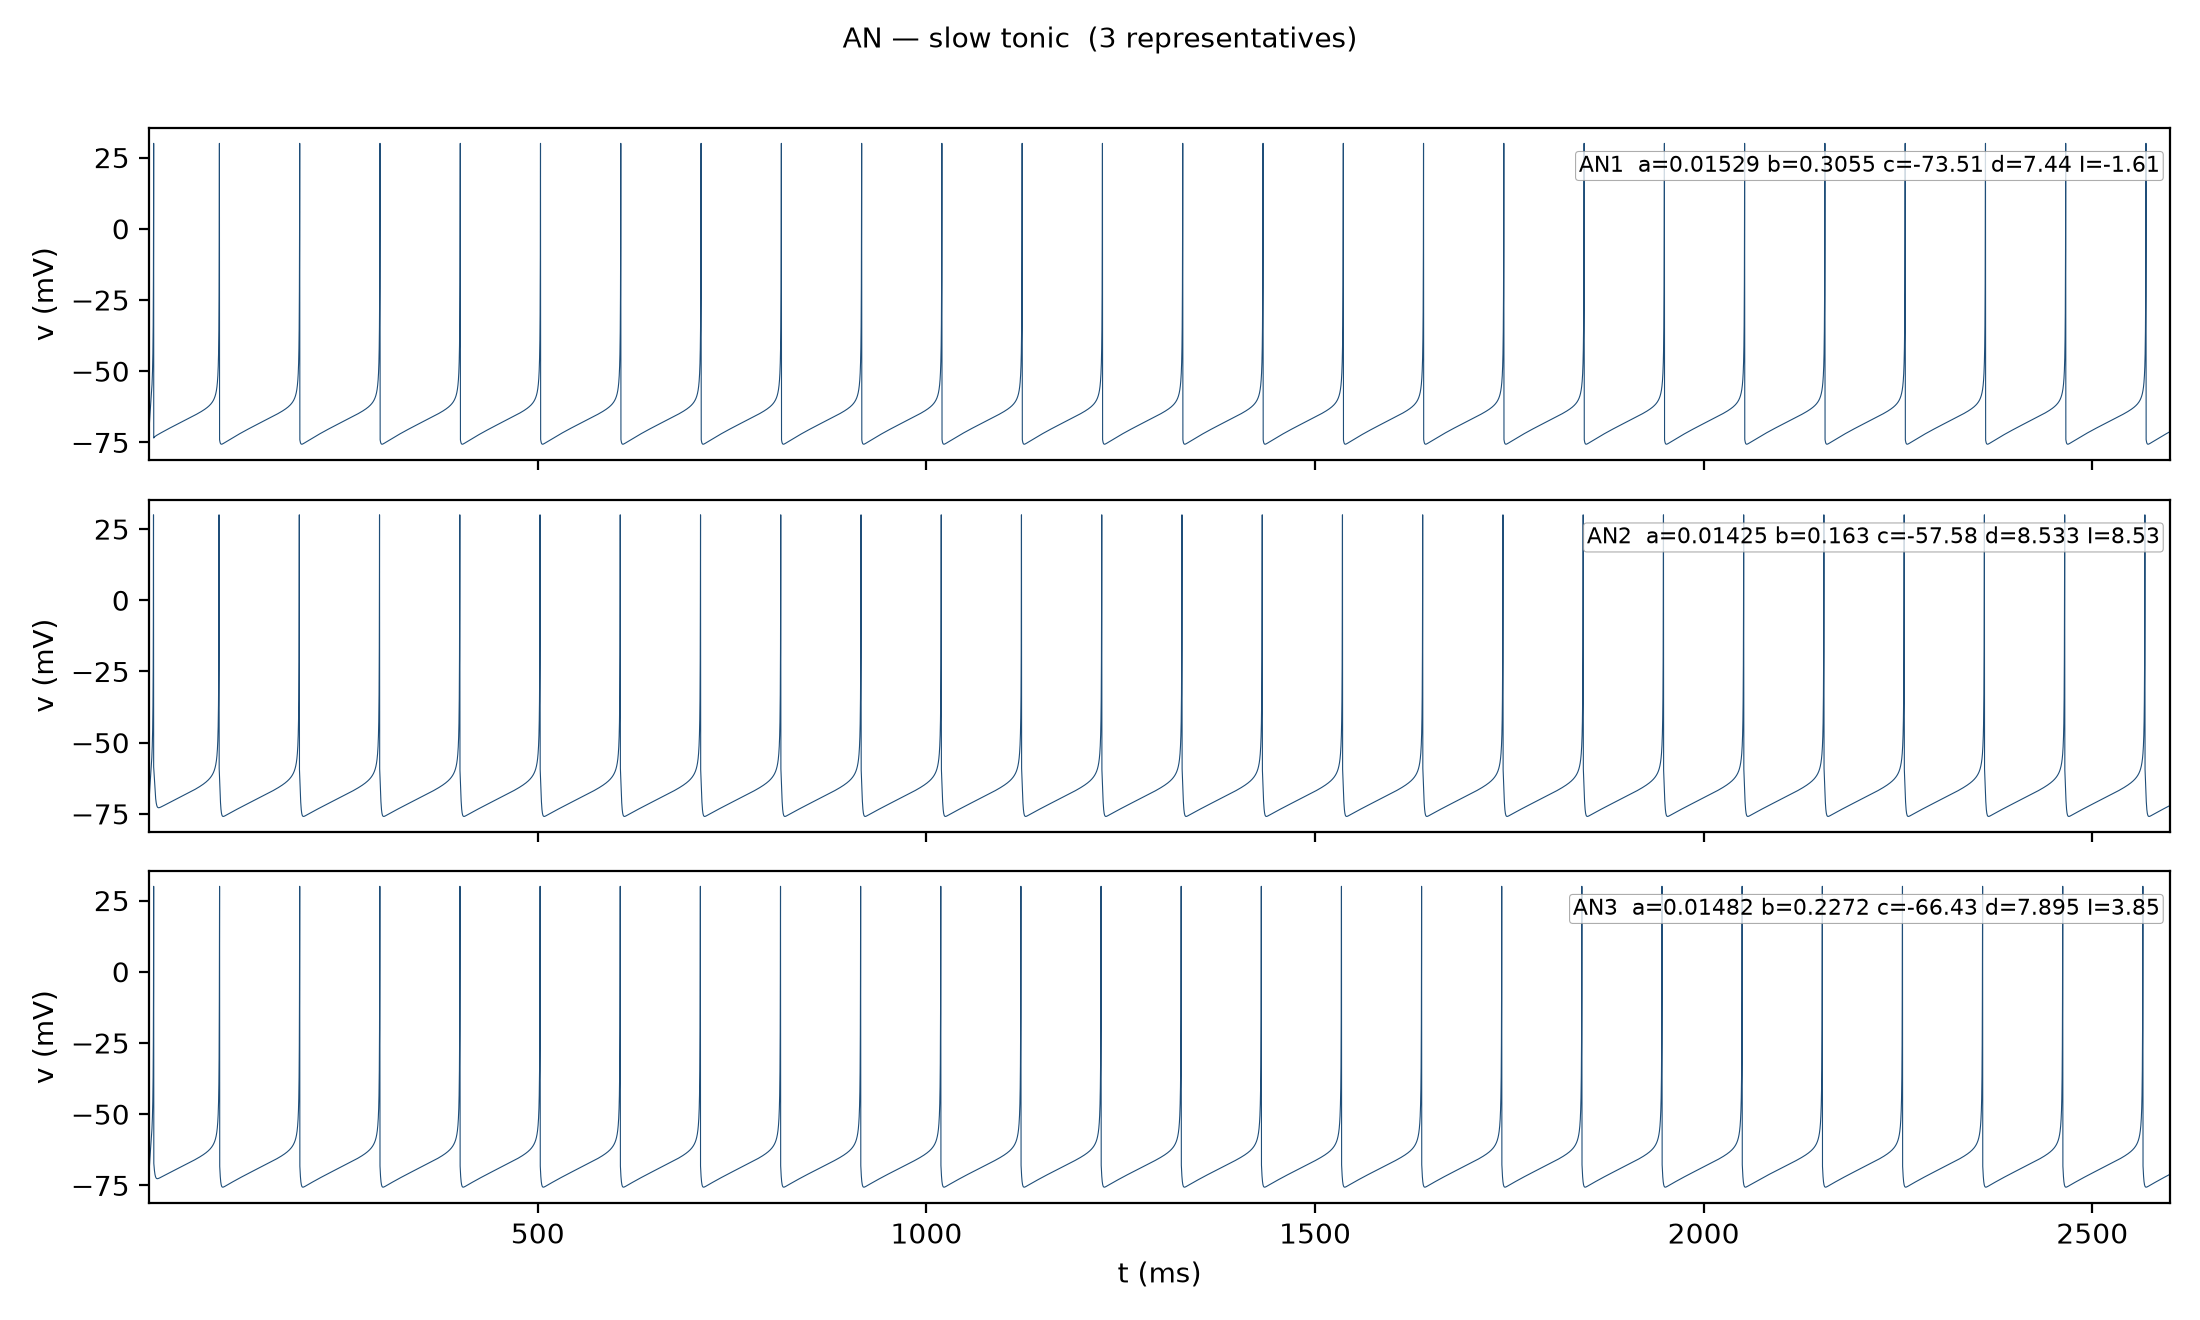 AN — slow tonic  (3 representatives)
25
0
−25
−50
−75
v (mV)
AN1  a=0.01529 b=0.3055 c=-73.51 d=7.44 I=-1.61
25
0
−25
−50
−75
v (mV)
AN2  a=0.01425 b=0.163 c=-57.58 d=8.533 I=8.53
25
0
−25
−50
−75
v (mV)
AN3  a=0.01482 b=0.2272 c=-66.43 d=7.895 I=3.85
500 1000 1500 2000 2500
t (ms)